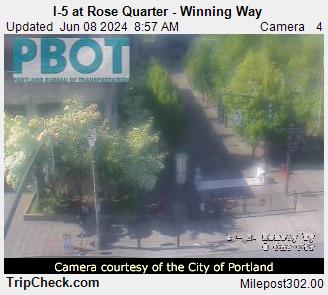 I-5 at Rose Quarter - Winning Way
Updated Jun 08 2024 8:57 AM Camera 4
PBOT
PORTLAND BUREAU OF TRANSPORTATION
Camera courtesy of the City of Portland
TripCheck.com Milepost302.00